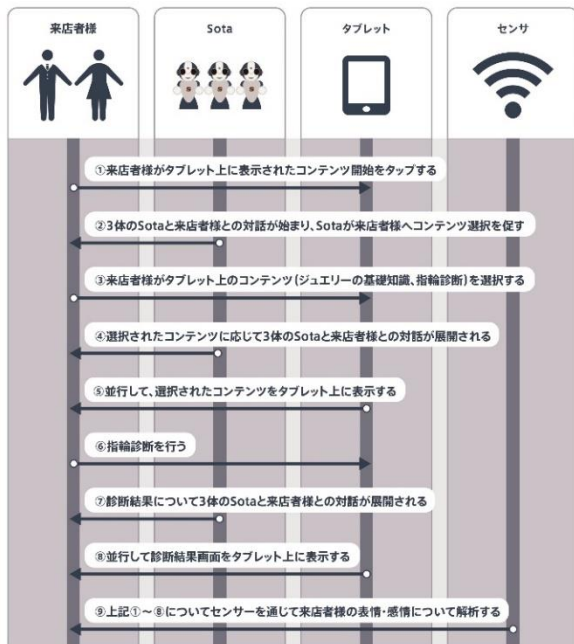 来店者様
Sota
タブレット
センサ
①来店者様がタブレット上に表示されたコンテンツ開始をタップする
②3体のSotaと来店者様との対話が始まり、Sotaが来店者様へコンテンツ選択を促す
③来店者様がタブレット上のコンテンツ(ジュエリーの基礎知識、指輪診断)を選択する
④選択されたコンテンツに応じて3体のSotaと来店者様との対話が展開される
⑤並行して、選択されたコンテンツをタブレット上に表示する
⑥指輪診断を行う
⑦診断結果について3体のSotaと来店者様との対話が展開される
⑧並行して診断結果画面をタブレット上に表示する
⑨上記①～⑧についてセンサーを通じて来店者様の表情・感情について解析する